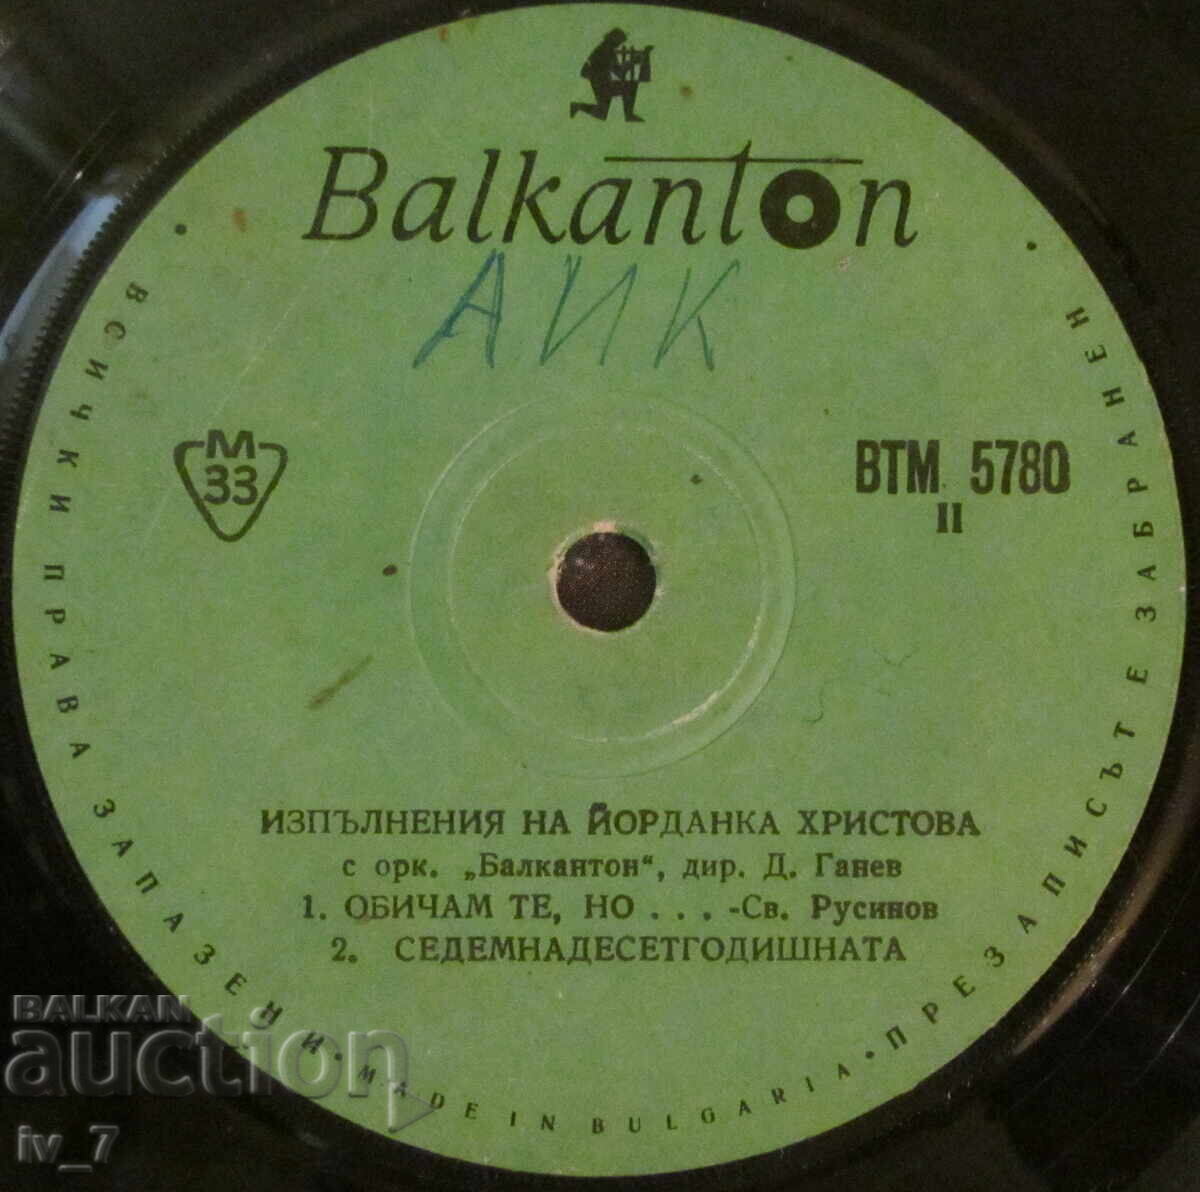 Balkanton
АИК
M
33
ВТМ 5780
II
ИЗПЪЛНЕНИЯ НА ЙОРДАНКА ХРИСТОВА
с орк. „Балкантон“, дир. Д. Ганев
1. ОБИЧАМ ТЕ, НО . . . -Св. Русинов
2. СЕДЕМНАДЕСЕТГОДИШНАТА
• ВСИЧКИ ПРАВА ЗАПАЗЕНИ • MADE IN BULGARIA • ПРЕЗАПИСЪТ Е ЗАБРАНЕН •
BALKAN
auction
iv_7